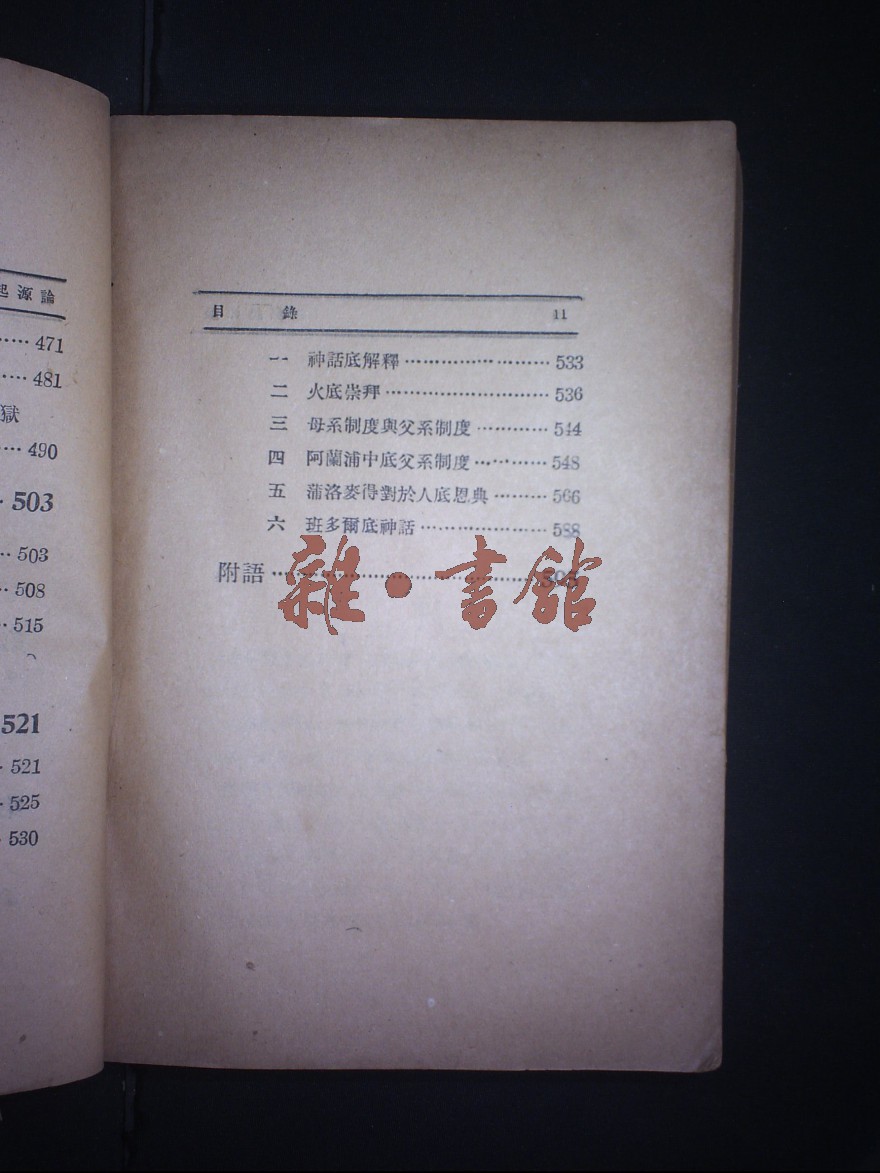 起源論
471
481
獄
490
503
503
508
515
521
521
525
530
目錄 11
一 神話底解釋 …………………… 533
二 火底崇拜 ……………………… 536
三 母系制度與父系制度 ………… 544
四 阿蘭浦中底父系制度 ………… 548
五 蒲洛麥得對於人底恩典 ……… 566
六 班多爾底神話 ………………… 588
附語 ……………………………………
雜·書館